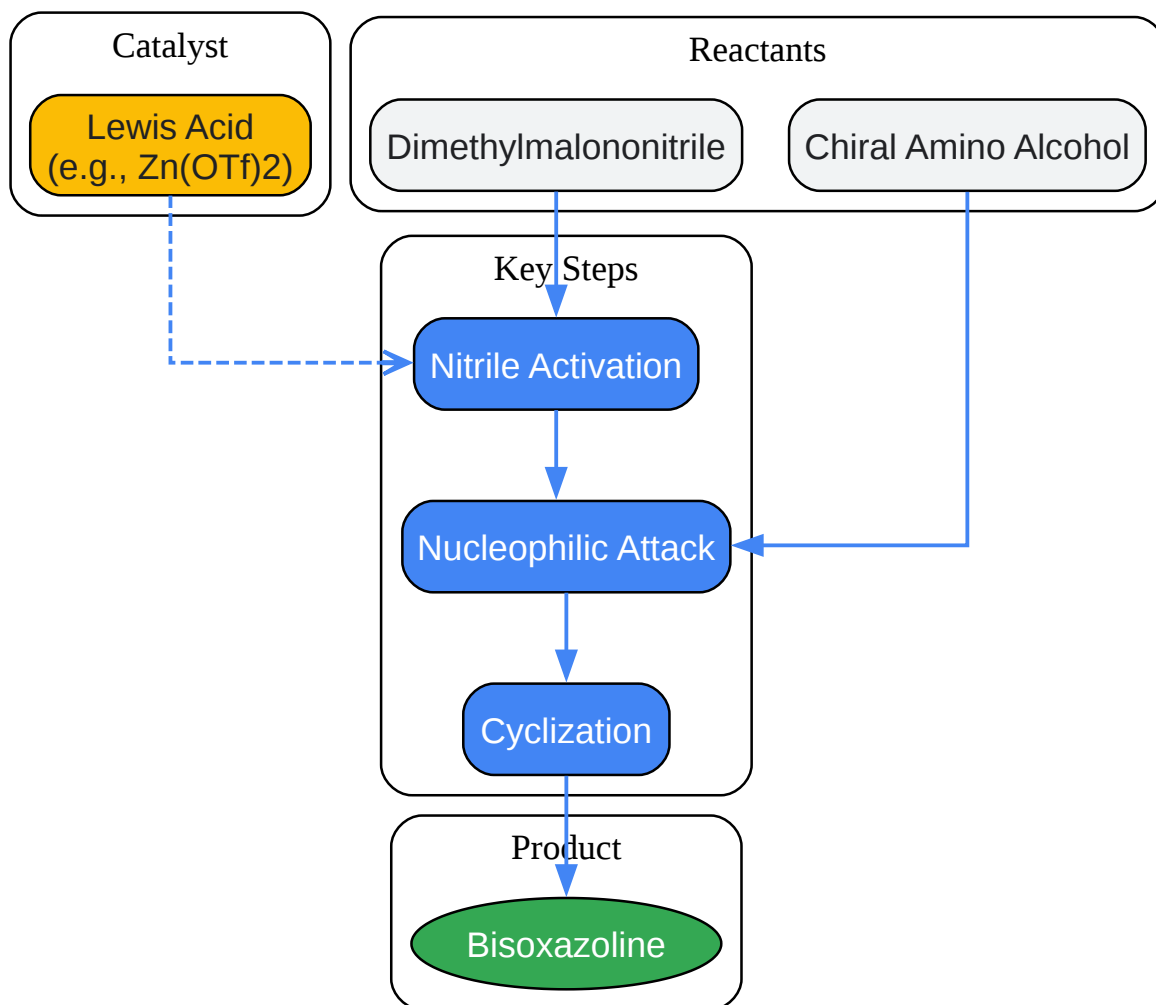 Catalyst
Lewis Acid
(e.g., Zn(OTf)2)
Reactants
Dimethylmalononitrile
Chiral Amino Alcohol
Key Steps
Nitrile Activation
Nucleophilic Attack
Cyclization
Product
Bisoxazoline